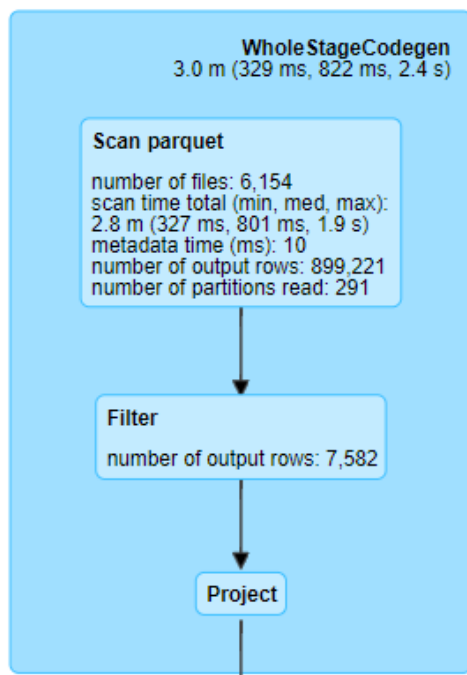 WholeStageCodegen
3.0 m (329 ms, 822 ms, 2.4 s)
Scan parquet
number of files: 6,154
scan time total (min, med, max):
2.8 m (327 ms, 801 ms, 1.9 s)
metadata time (ms): 10
number of output rows: 899,221
number of partitions read: 291
Filter
number of output rows: 7,582
Project